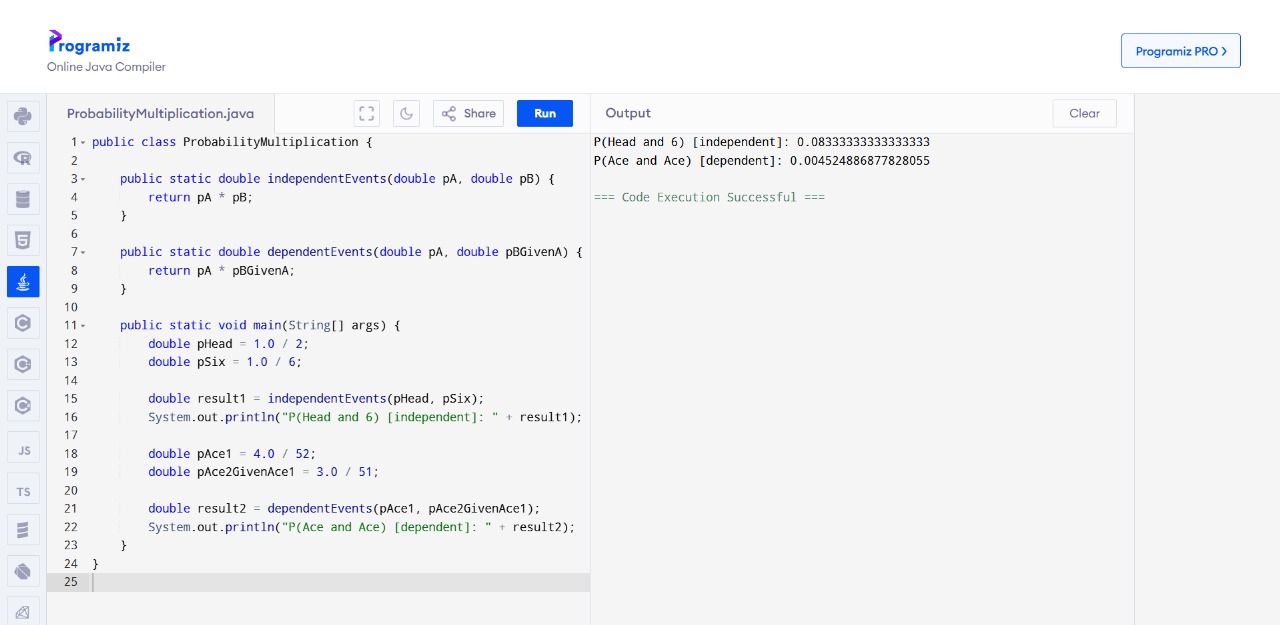 Programiz
Online Java Compiler
Programiz PRO >
ProbabilityMultiplication.java
Share
Run
Output
Clear
1 public class ProbabilityMultiplication {
2
3     public static double independentEvents(double pA, double pB) {
4         return pA * pB;
5     }
6
7     public static double dependentEvents(double pA, double pBGivenA) {
8         return pA * pBGivenA;
9     }
10
11     public static void main(String[] args) {
12         double pHead = 1.0 / 2;
13         double pSix = 1.0 / 6;
14
15         double result1 = independentEvents(pHead, pSix);
16         System.out.println("P(Head and 6) [independent]: " + result1);
17
18         double pAce1 = 4.0 / 52;
19         double pAce2GivenAce1 = 3.0 / 51;
20
21         double result2 = dependentEvents(pAce1, pAce2GivenAce1);
22         System.out.println("P(Ace and Ace) [dependent]: " + result2);
23     }
24 }
25
P(Head and 6) [independent]: 0.08333333333333333
P(Ace and Ace) [dependent]: 0.004524886877828055
=== Code Execution Successful ===
JS
TS